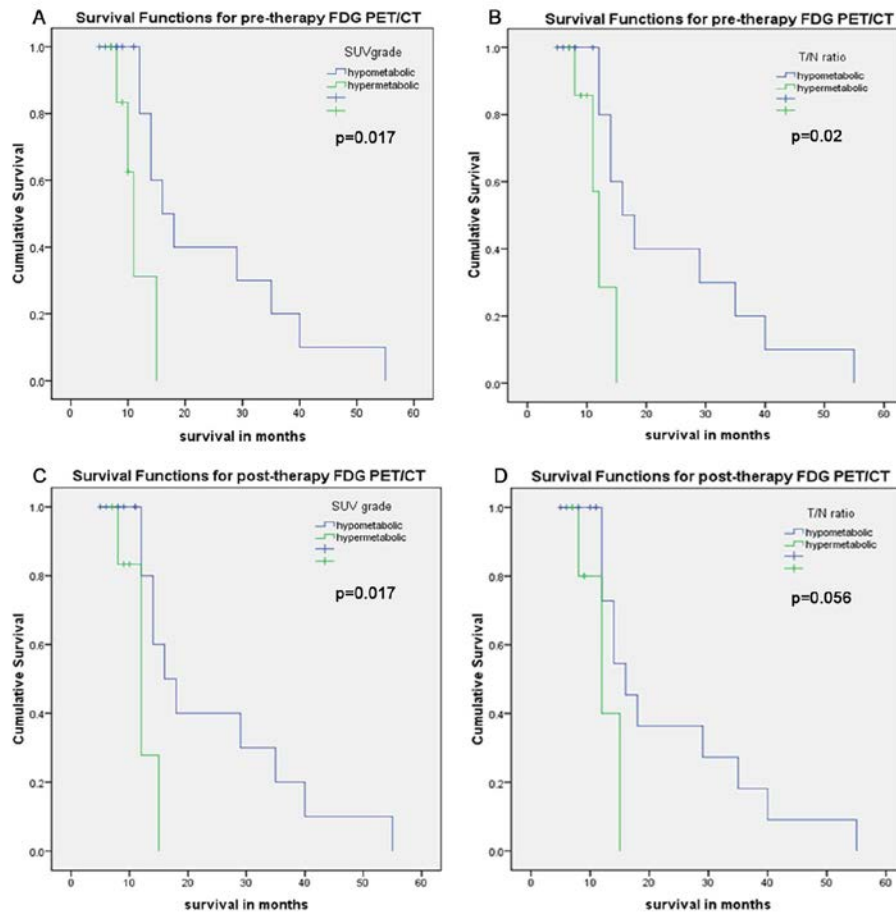 A
Survival Functions for pre-therapy FDG PET/CT
SUVgrade
hypometabolic
hypermetabolic
p=0.017
Cumulative Survival
1.0
0.8
0.6
0.4
0.2
0.0
0 10 20 30 40 50 60
survival in months
B
Survival Functions for pre-therapy FDG PET/CT
T/N ratio
hypometabolic
hypermetabolic
p=0.02
Cumulative Survival
1.0
0.8
0.6
0.4
0.2
0.0
0 10 20 30 40 50 60
survival in months
C
Survival Functions for post-therapy FDG PET/CT
SUV grade
hypometabolic
hypermetabolic
p=0.017
Cumulative Survival
1.0
0.8
0.6
0.4
0.2
0.0
0 10 20 30 40 50 60
survival in months
D
Survival Functions for post-therapy FDG PET/CT
T/N ratio
hypometabolic
hypermetabolic
p=0.056
Cumulative Survival
1.0
0.8
0.6
0.4
0.2
0.0
0 10 20 30 40 50 60
survival in months